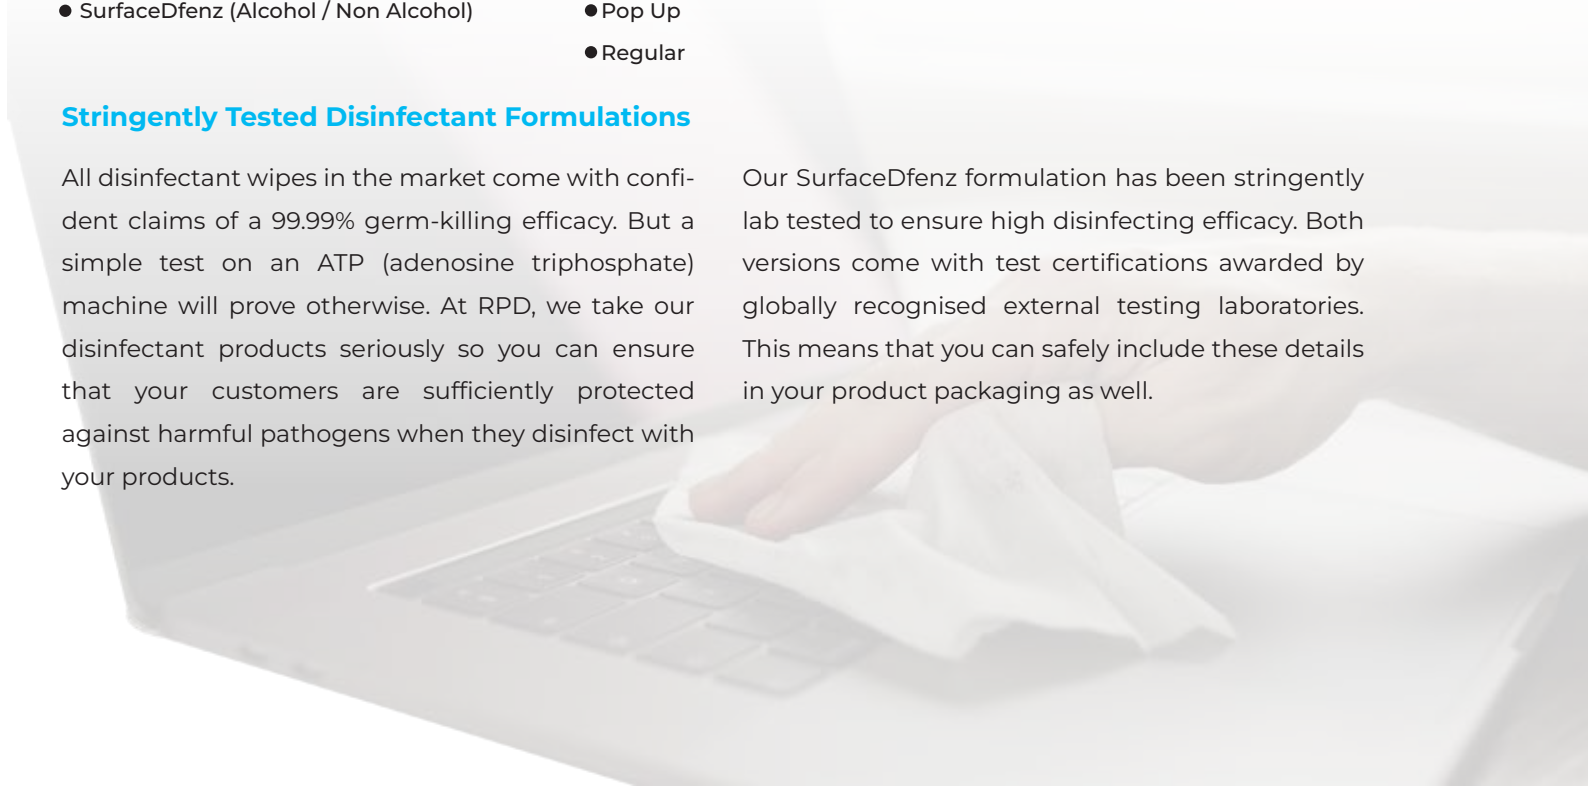 ● SurfaceDfenz (Alcohol / Non Alcohol)
● Pop Up
● Regular
Stringently Tested Disinfectant Formulations
All disinfectant wipes in the market come with confi-
dent claims of a 99.99% germ-killing efficacy. But a
simple test on an ATP (adenosine triphosphate)
machine will prove otherwise. At RPD, we take our
disinfectant products seriously so you can ensure
that your customers are sufficiently protected
against harmful pathogens when they disinfect with
your products.
Our SurfaceDfenz formulation has been stringently
lab tested to ensure high disinfecting efficacy. Both
versions come with test certifications awarded by
globally recognised external testing laboratories.
This means that you can safely include these details
in your product packaging as well.